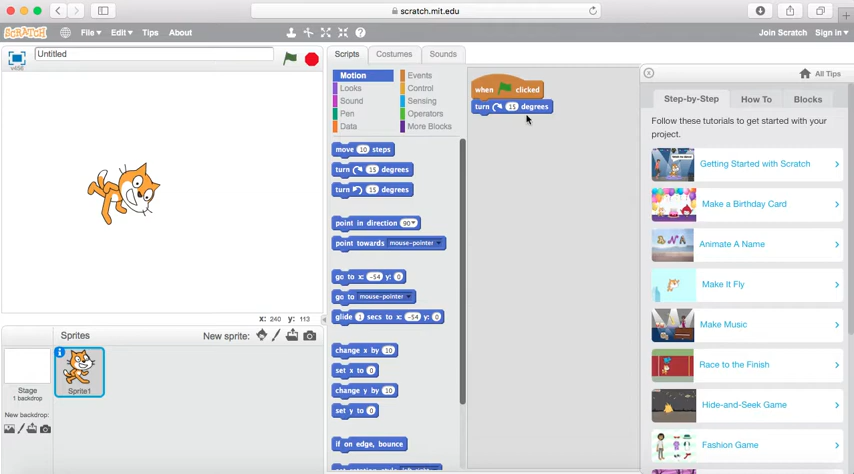 scratch.mit.edu
SCRATCH File Edit Tips About Join Scratch Sign in
v456 Untitled
Scripts Costumes Sounds
Motion Events
Looks Control
Sound Sensing
Pen Operators
Data More Blocks
move 10 steps
turn 15 degrees
turn 15 degrees
point in direction 90
point towards mouse-pointer
go to x: -54 y: 0
go to mouse-pointer
glide 1 secs to x: -54 y: 0
change x by 10
set x to 0
change y by 10
set y to 0
if on edge, bounce
when clicked
turn 15 degrees
x: 240 y: 113
Sprites New sprite:
Stage
1 backdrop
New backdrop:
Sprite1
All Tips
Step-by-Step How To Blocks
Follow these tutorials to get started with your
project.
Getting Started with Scratch
Make a Birthday Card
Animate A Name
Make It Fly
Make Music
Race to the Finish
Hide-and-Seek Game
Fashion Game